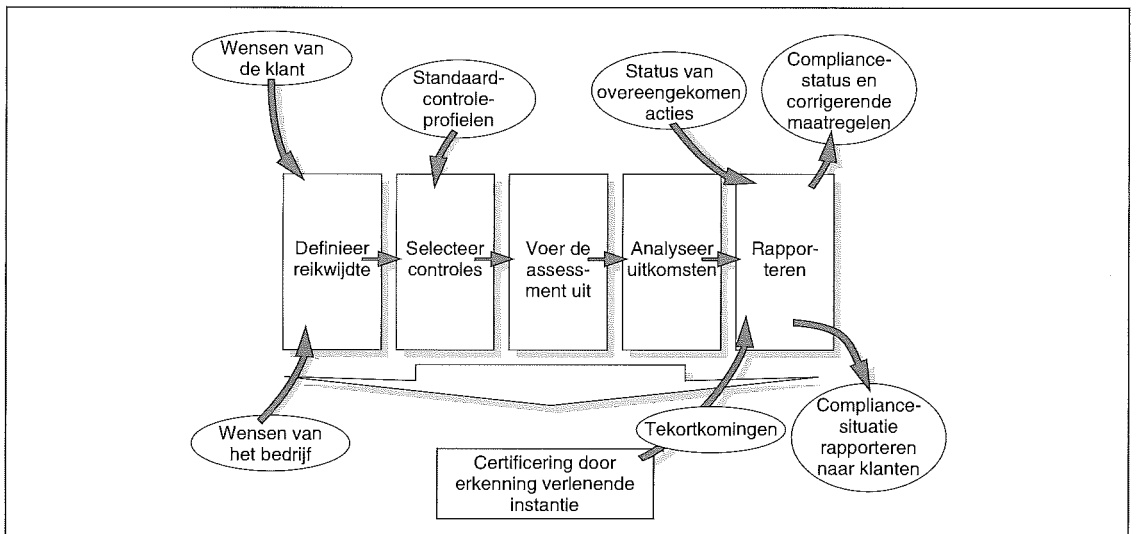 Wensen van
de klant
Standaard-
controle-
profielen
Status van
overeengekomen
acties
Compliance-
status en
corrigerende
maatregelen
Definieer
reikwijdte
Selecteer
controles
Voer de
assess-
ment uit
Analyseer
uitkomsten
Rappor-
teren
Wensen van
het bedrijf
Tekortkomingen
Certificering door
erkenning verlenende
instantie
Compliance-
situatie
rapporteren
naar klanten